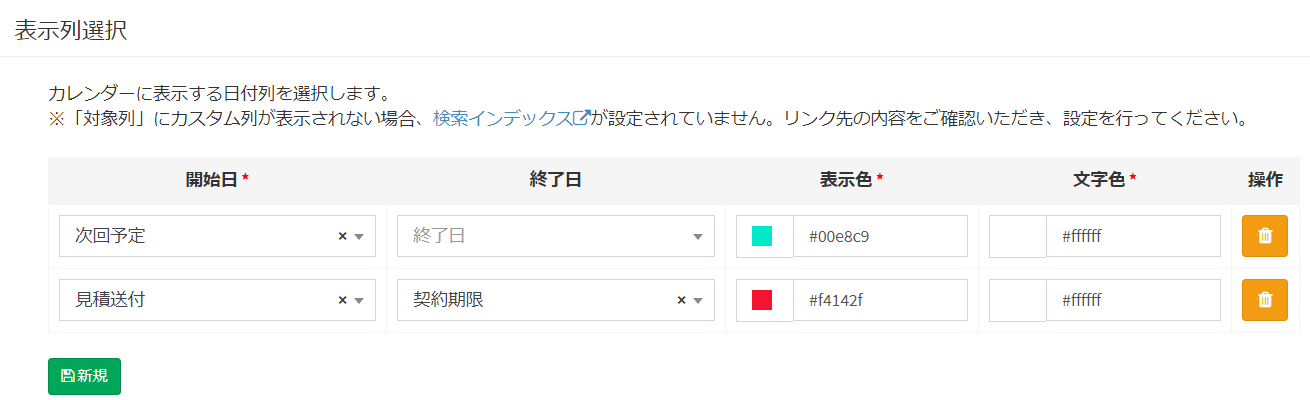 表示列選択
カレンダーに表示する日付列を選択します。
※「対象列」にカスタム列が表示されない場合、検索インデックスが設定されていません。リンク先の内容をご確認いただき、設定を行ってください。
開始日* 終了日 表示色* 文字色* 操作
次回予定 × 終了日 #00e8c9 #ffffff
見積送付 × 契約期限 × #f4142f #ffffff
新規